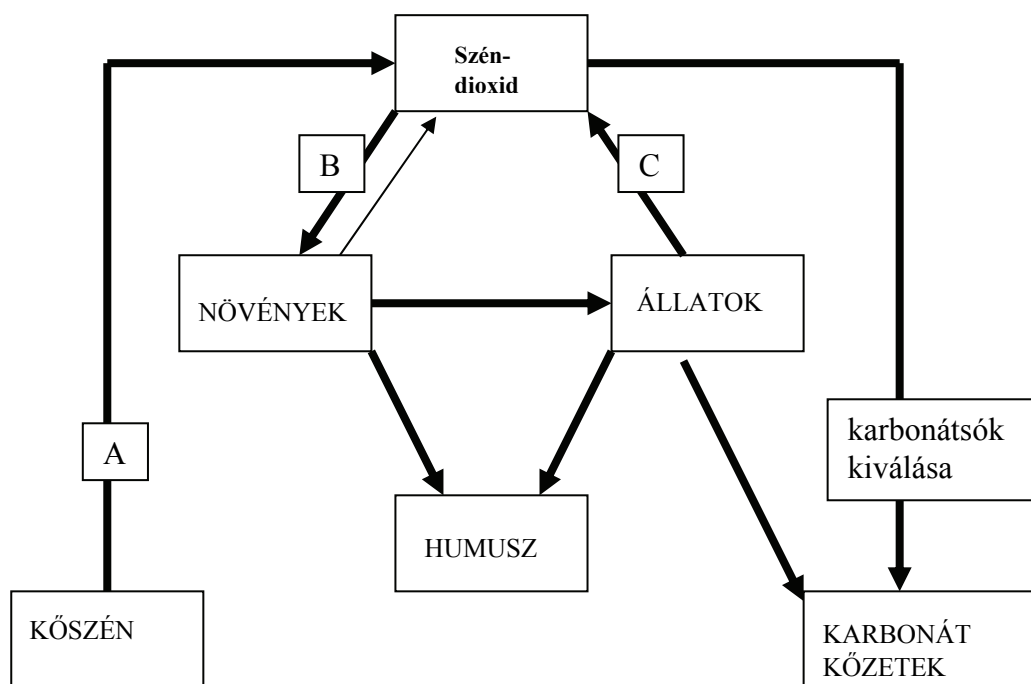 Szén-
dioxid
B
C
NÖVÉNYEK
ÁLLATOK
A
karbonátsók
kiválása
HUMUSZ
KŐSZÉN
KARBONÁT
KŐZETEK